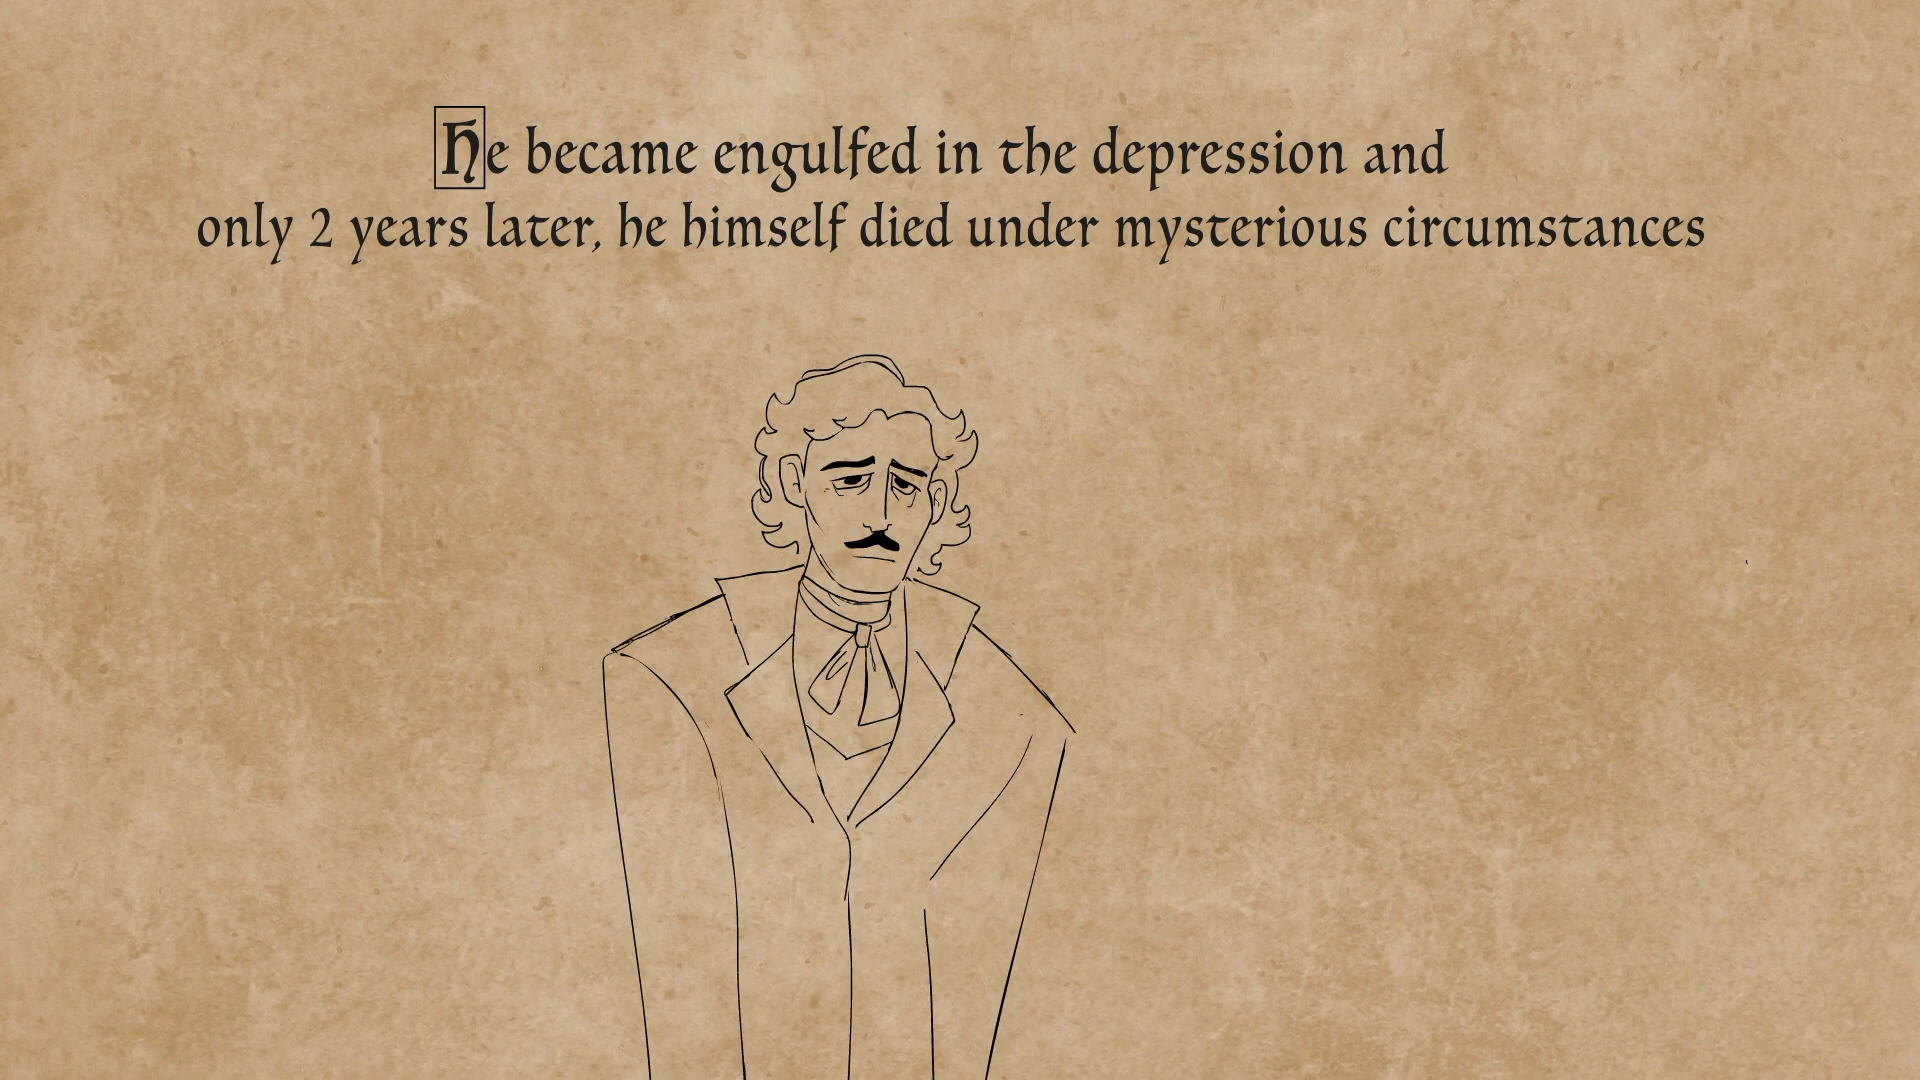 He became engulfed in the depression and
only 2 years later, he himself died under mysterious circumstances